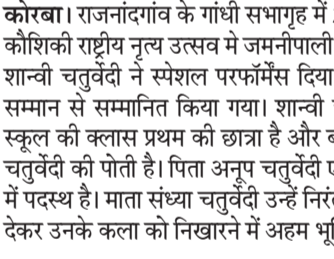 कोरबा। राजनांदगांव के गांधी सभागृह में
कौशिकी राष्ट्रीय नृत्य उत्सव मे जमनीपाली
शान्वी चतुर्वेदी ने स्पेशल परफॉर्मेंस दिया
सम्मान से सम्मानित किया गया। शान्वी
स्कूल की क्लास प्रथम की छात्रा है और
चतुर्वेदी की पोती है। पिता अनूप चतुर्वेदी
में पदस्थ है। माता संध्या चतुर्वेदी उन्हें
देकर उनके कला को निखारने में अहम